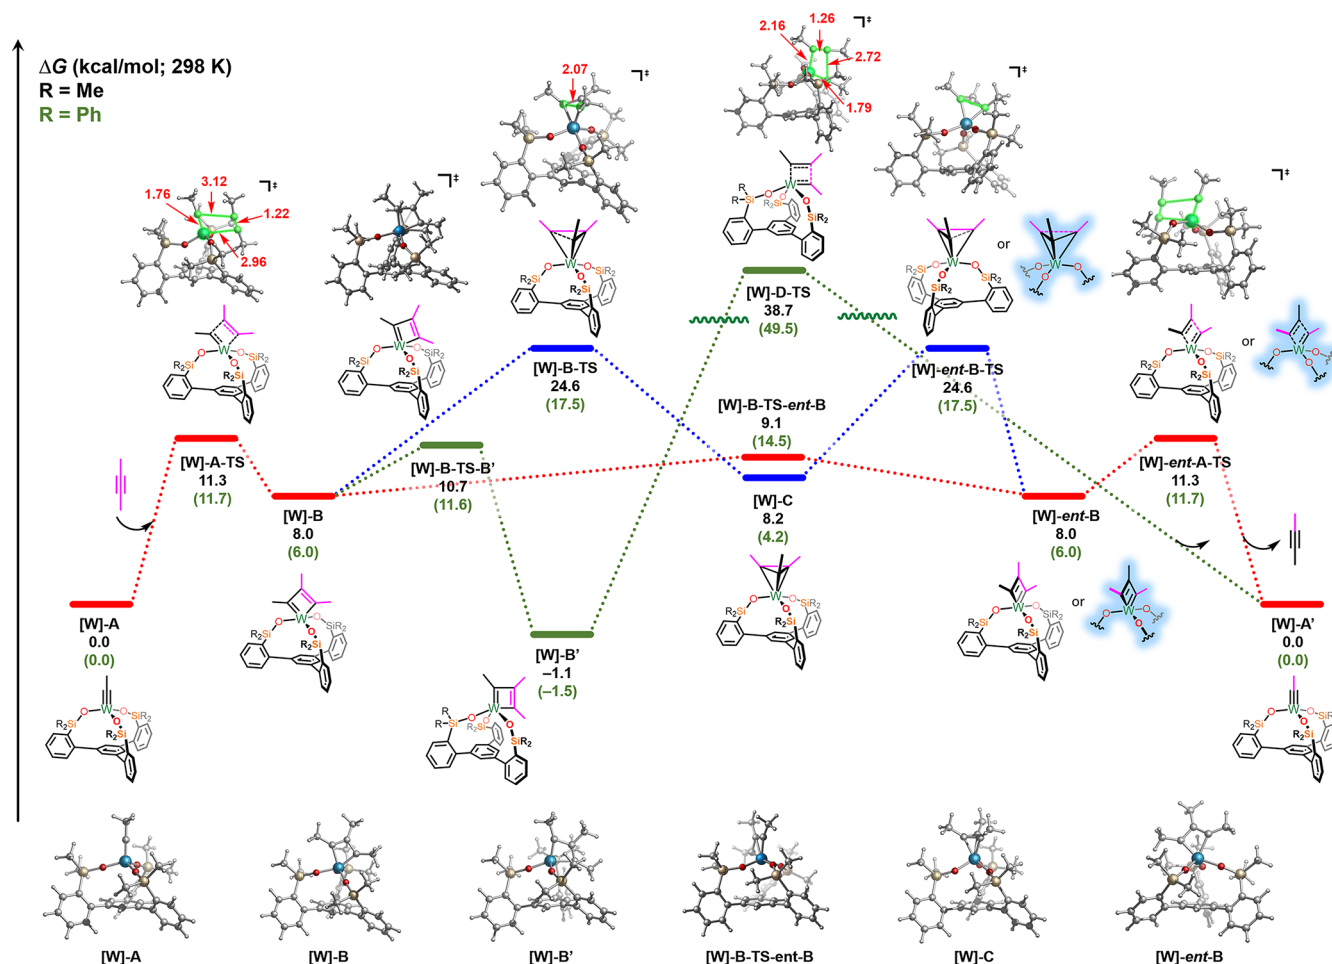 ΔG (kcal/mol; 298 K)
R = Me
R = Ph
1.76
3.12
1.22
2.96
‡
‡
2.07
‡
2.16
1.26
2.72
1.79
‡
‡
‡
or
or
or
[W]-A
0.0
(0.0)
[W]-A-TS
11.3
(11.7)
[W]-B
8.0
(6.0)
[W]-B-TS-B'
10.7
(11.6)
[W]-B-TS
24.6
(17.5)
[W]-B'
–1.1
(–1.5)
[W]-D-TS
38.7
(49.5)
[W]-B-TS-ent-B
9.1
(14.5)
[W]-C
8.2
(4.2)
[W]-ent-B-TS
24.6
(17.5)
[W]-ent-B
8.0
(6.0)
[W]-ent-A-TS
11.3
(11.7)
[W]-A'
0.0
(0.0)
[W]-A
[W]-B
[W]-B'
[W]-B-TS-ent-B
[W]-C
[W]-ent-B